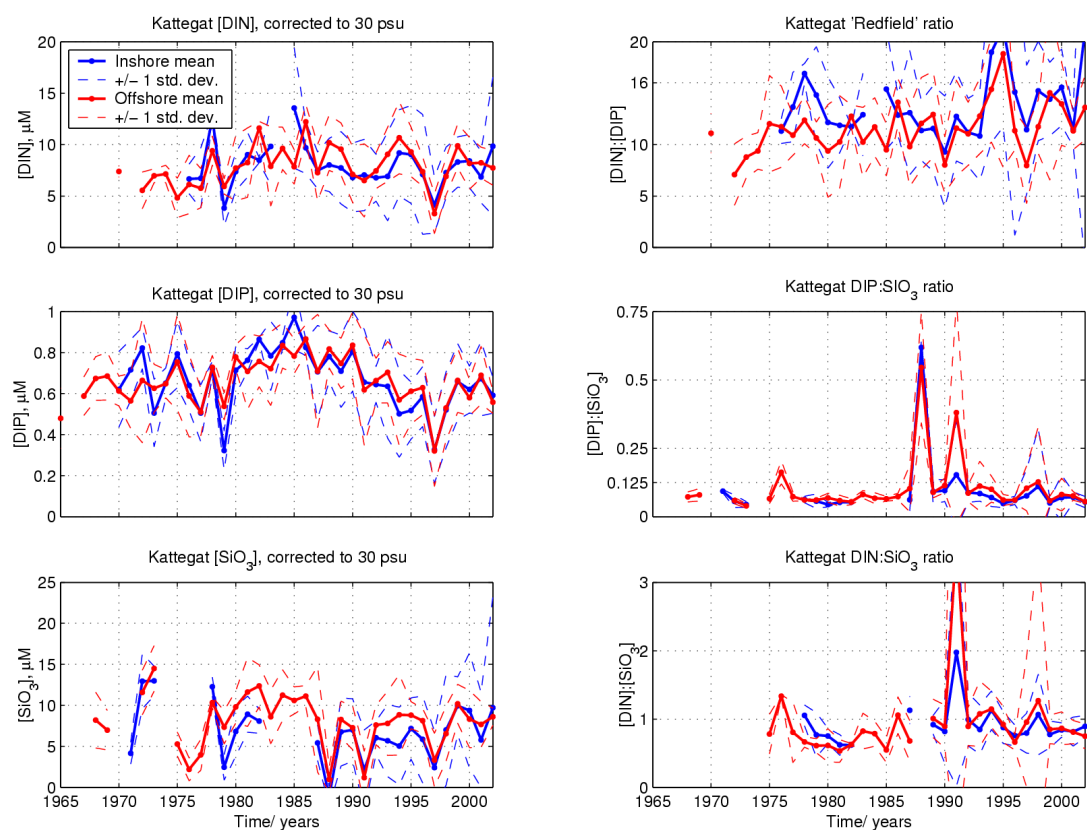 Kattegat [DIN], corrected to 30 psu
20
15
10
5
0
[DIN], μM
Inshore mean
+/− 1 std. dev.
Offshore mean
+/− 1 std. dev.
Kattegat 'Redfield' ratio
20
16
10
5
0
[DIN]:[DIP]
Kattegat [DIP], corrected to 30 psu
1
0.8
0.6
0.4
0.2
0
[DIP], μM
Kattegat DIP:SIO₃ ratio
0.75
0.5
0.25
0.125
0
[DIP]:[SiO₃]
Kattegat [SiO₃], corrected to 30 psu
25
20
15
10
5
0
[SiO₃], μM
1965 1970 1975 1980 1985 1990 1995 2000
Time/ years
Kattegat DIN:SiO₃ ratio
3
2
1
0
[DIN]:[SiO₃]
1965 1970 1975 1980 1985 1990 1995 2000
Time/ years